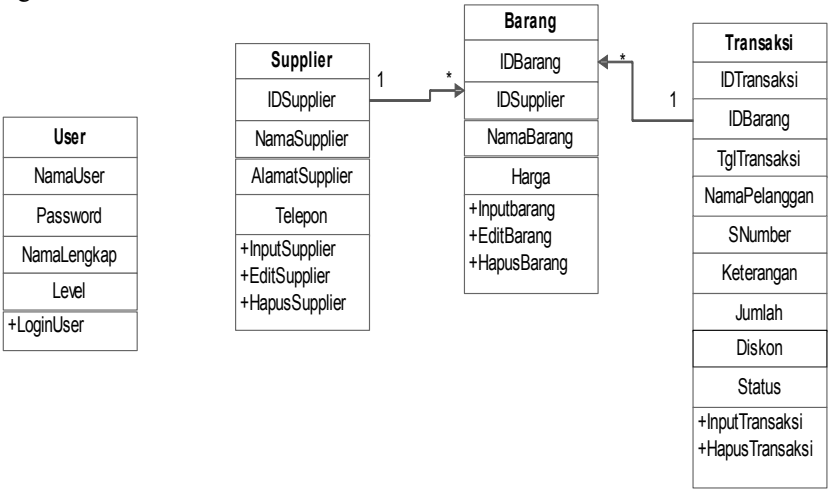 User
NamaUser
Password
NamaLengkap
Level
+LoginUser
Supplier
IDSupplier
NamaSupplier
AlamatSupplier
Telepon
+InputSupplier
+EditSupplier
+HapusSupplier
1
*
Barang
IDBarang
IDSupplier
NamaBarang
Harga
+Inputbarang
+EditBarang
+HapusBarang
*
1
Transaksi
IDTransaksi
IDBarang
TglTransaksi
NamaPelanggan
SNumber
Keterangan
Jumlah
Diskon
Status
+InputTransaksi
+HapusTransaksi